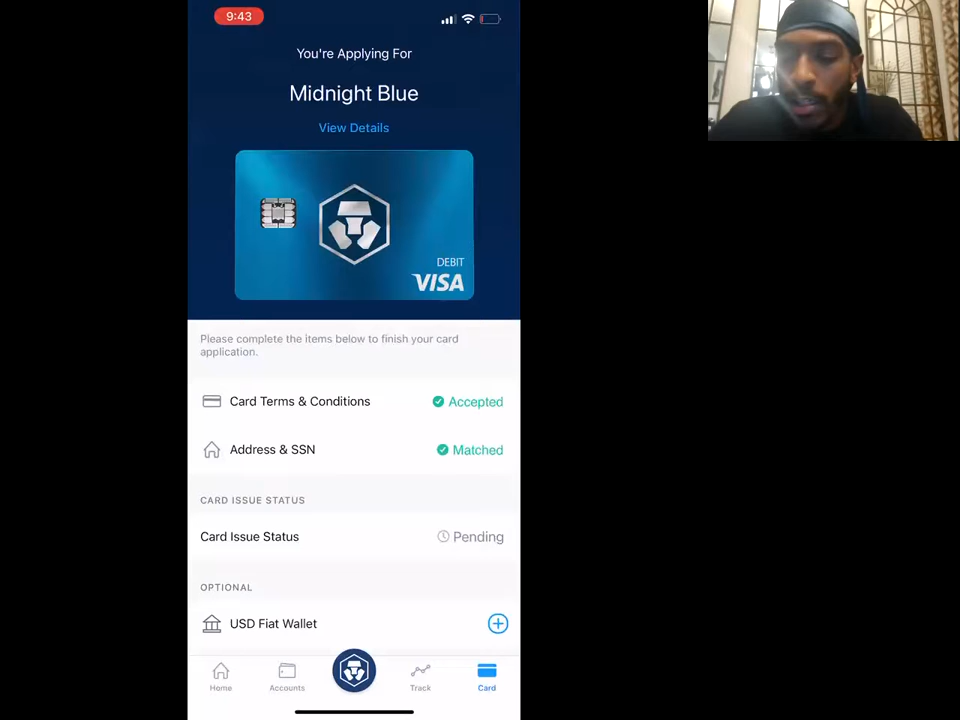 9:43
You're Applying For
Midnight Blue
View Details
DEBIT
VISA
Please complete the items below to finish your card
application.
Card Terms & Conditions Accepted
Address & SSN Matched
CARD ISSUE STATUS
Card Issue Status Pending
OPTIONAL
USD Fiat Wallet
Home Accounts Track Card